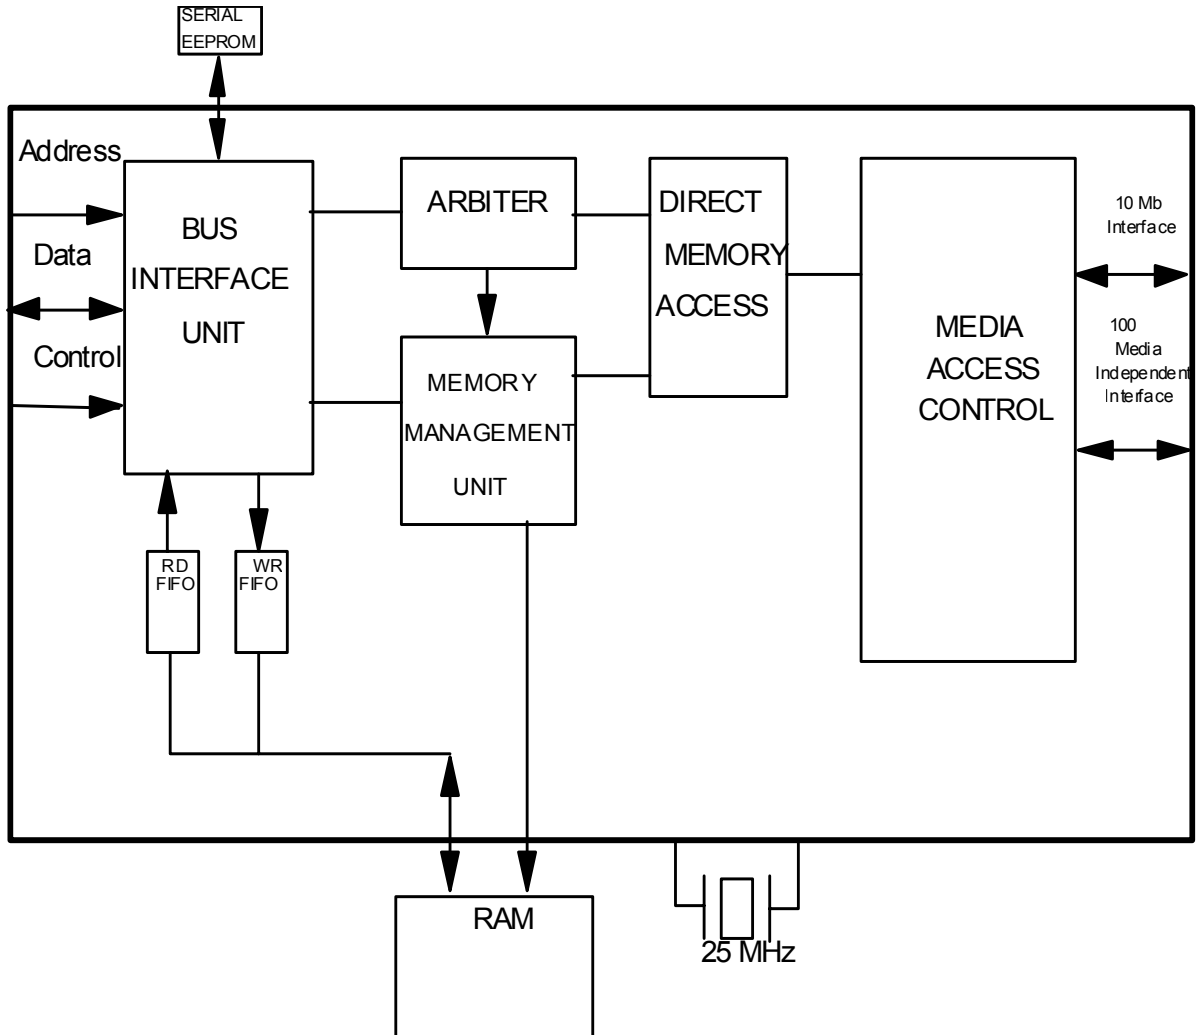 SERIAL
EEPROM
Address
Data
Control
BUS
INTERFACE
UNIT
ARBITER
MEMORY
MANAGEMENT
UNIT
DIRECT
MEMORY
ACCESS
MEDIA
ACCESS
CONTROL
10 Mb
Interface
100
Media
Independent
Interface
RD
FIFO
WR
FIFO
RAM
25 MHz